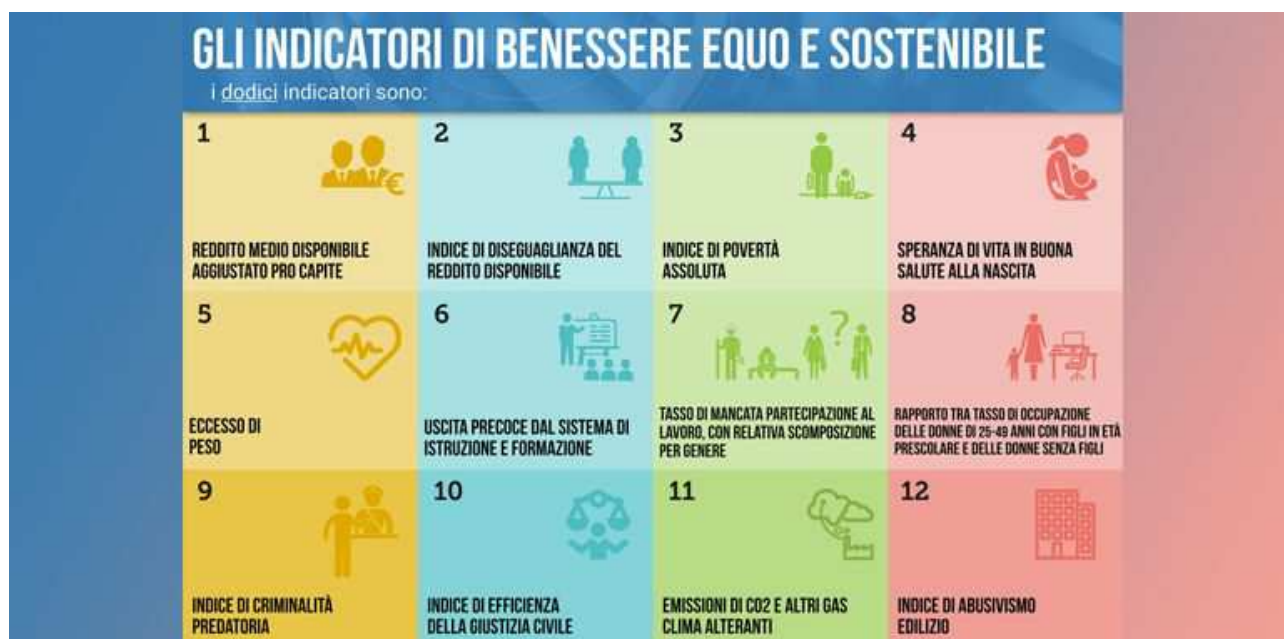 GLI INDICATORI DI BENESSERE EQUO E SOSTENIBILE
i dodici indicatori sono:
1
REDDITO MEDIO DISPONIBILE
AGGIUSTATO PRO CAPITE
2
INDICE DI DISEGUAGLIANZA DEL
REDDITO DISPONIBILE
3
INDICE DI POVERTÀ
ASSOLUTA
4
SPERANZA DI VITA IN BUONA
SALUTE ALLA NASCITA
5
ECCESSO DI
PESO
6
USCITA PRECOCE DAL SISTEMA DI
ISTRUZIONE E FORMAZIONE
7
?
TASSO DI MANCATA PARTECIPAZIONE AL
LAVORO, CON RELATIVA SCOMPOSIZIONE
PER GENERE
8
RAPPORTO TRA TASSO DI OCCUPAZIONE
DELLE DONNE DI 25-49 ANNI CON FIGLI IN ETÀ
PRESCOLARE E DELLE DONNE SENZA FIGLI
9
INDICE DI CRIMINALITÀ
PREDATORIA
10
INDICE DI EFFICIENZA
DELLA GIUSTIZIA CIVILE
11
EMISSIONI DI CO2 E ALTRI GAS
CLIMA ALTERANTI
12
INDICE DI ABUSIVISMO
EDILIZIO